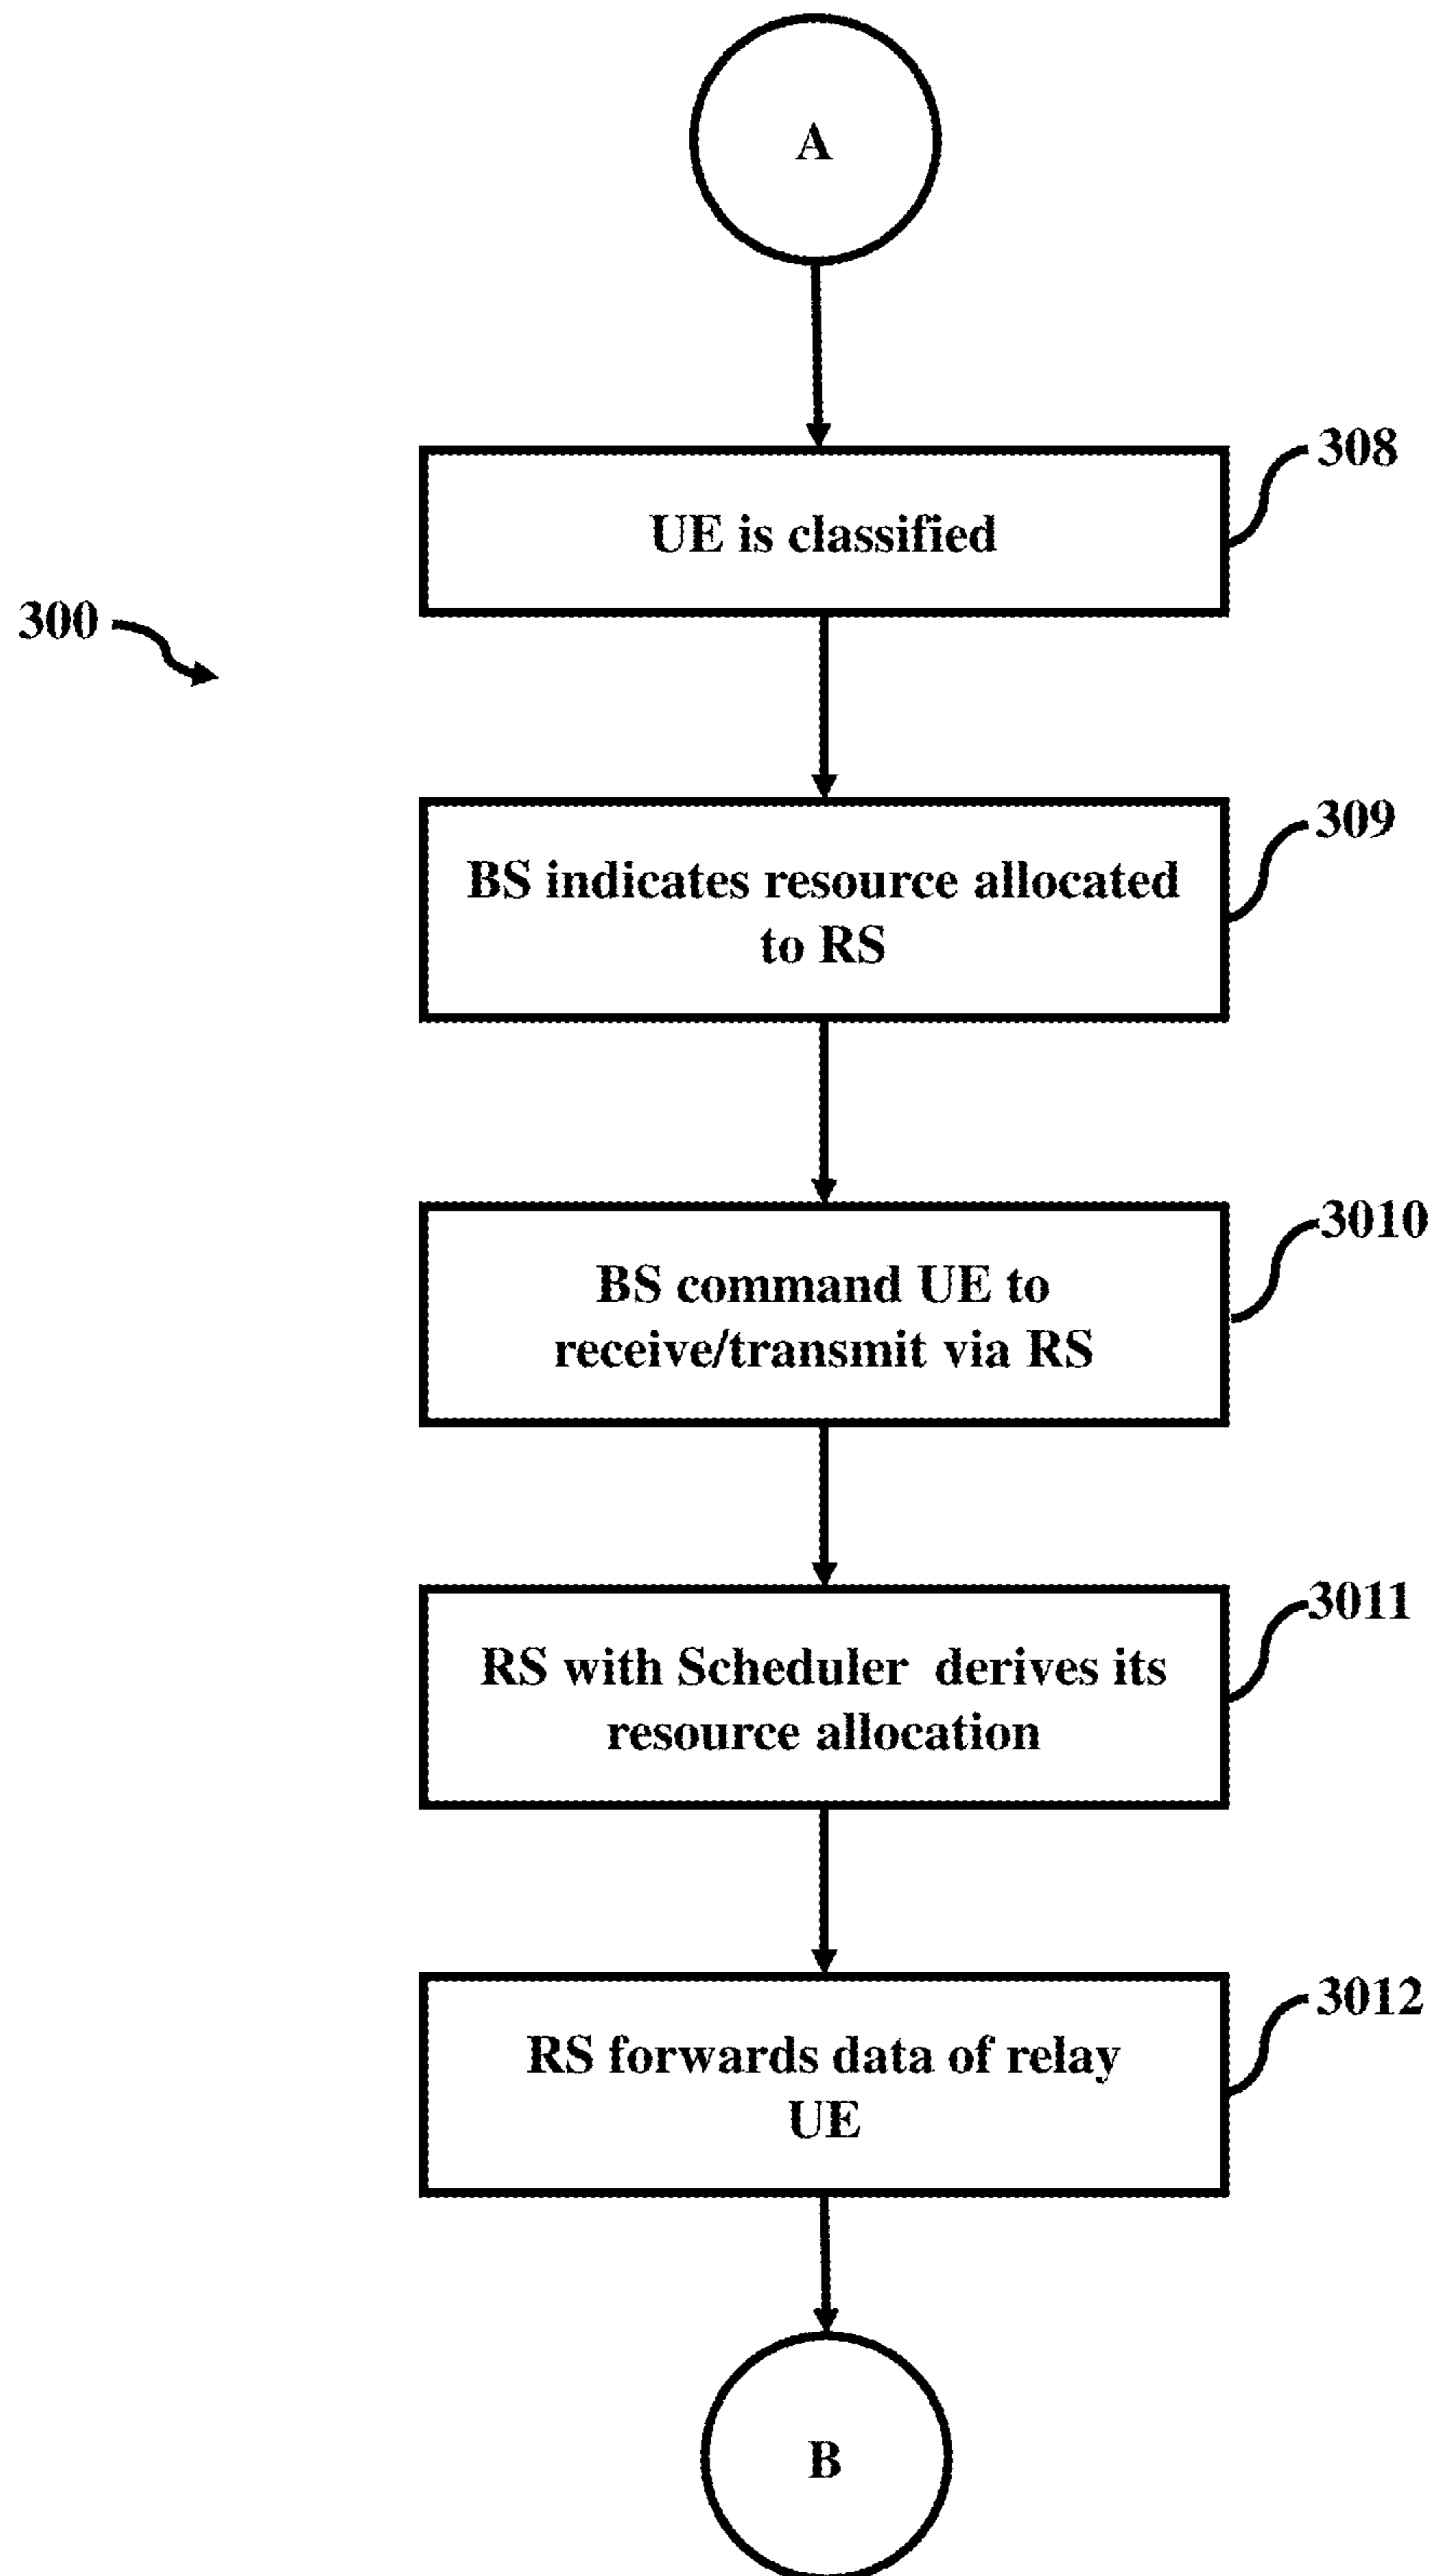 A
308
UE is classified
300
309
BS indicates resource allocated
to RS
3010
BS command UE to
receive/transmit via RS
3011
RS with Scheduler derives its
resource allocation
3012
RS forwards data of relay
UE
B